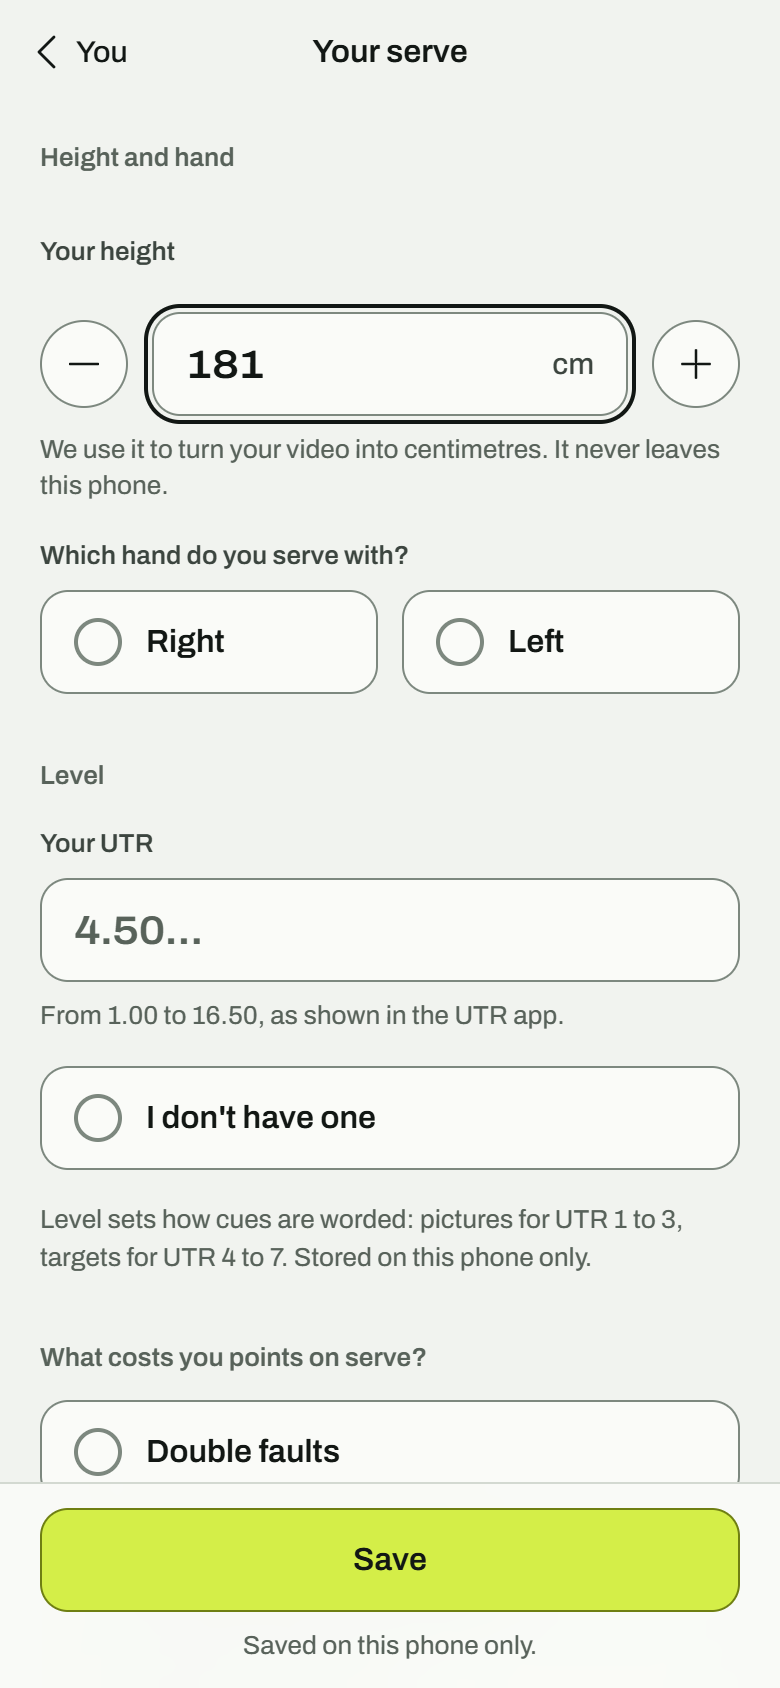 You
Your serve
Height and hand
Your height
181
cm
We use it to turn your video into centimetres. It never leaves
this phone.
Which hand do you serve with?
Right
Left
Level
Your UTR
4.50...
From 1.00 to 16.50, as shown in the UTR app.
I don't have one
Level sets how cues are worded: pictures for UTR 1 to 3,
targets for UTR 4 to 7. Stored on this phone only.
What costs you points on serve?
Double faults
Save
Saved on this phone only.